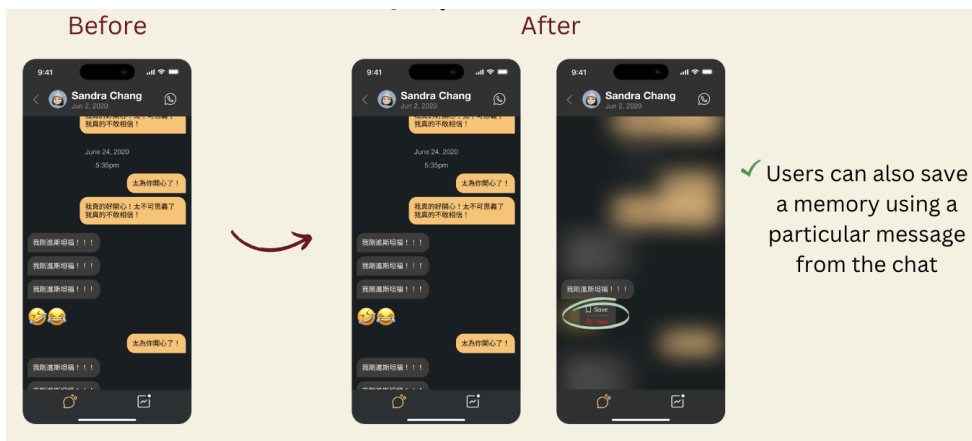 Before
After
9:41
Sandra Chang
Jun 2, 2020
我真的不敢相信！
June 24, 2020
5:35pm
太為你開心了！
我真的好開心！太不可思義了
我真的不敢相信！
我剛進斯坦福！！！
我剛進斯坦福！！！
我剛進斯坦福！！！
太為你開心了！
我剛進斯坦福！！！
9:41
Sandra Chang
Jun 2, 2020
我真的不敢相信！
June 24, 2020
5:35pm
太為你開心了！
我真的好開心！太不可思義了
我真的不敢相信！
我剛進斯坦福！！！
我剛進斯坦福！！！
我剛進斯坦福！！！
太為你開心了！
我剛進斯坦福！！！
9:41
Sandra Chang
Jun 2, 2020
我剛進斯坦福！！！
Save
Users can also save
a memory using a
particular message
from the chat